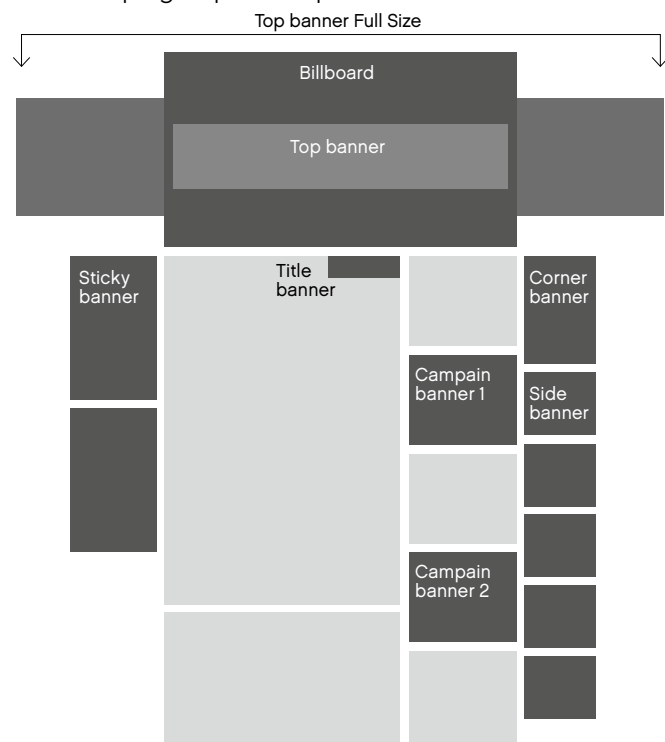 Top banner Full Size
Billboard
Top banner
Sticky
banner
Title
banner
Corner
banner
Campain
banner 1
Side
banner
Campain
banner 2